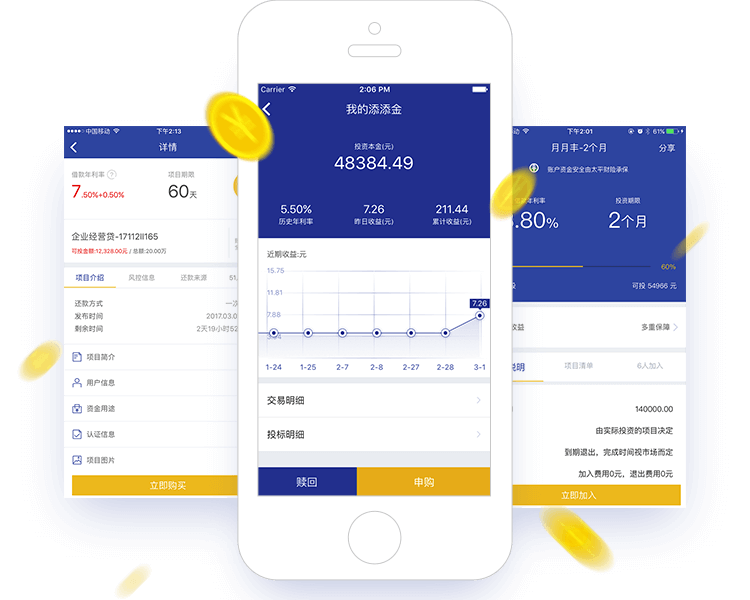 中国移动 下午2:13
详情
借款年利率 ?
7.50%+0.50%
项目期限
60天
企业经营贷-17112II165
可投金额:12,328.00元 / 总额:20.00万
项目介绍 风控信息 还款来源 51.
还款方式 一次
发布时间 2017.03.0
剩余时间 2天19小时52
项目简介
用户信息
资金用途
认证信息
项目图片
立即购买
Carrier 2:06 PM
我的添添金
投资本金(元)
48384.49
5.50% 7.26 211.44
历史年利率 昨日收益(元) 累计收益(元)
近期收益:元
15.75
11.81
7.88
7.26
1-24 1-25 2-7 2-8 2-27 2-28 3-1
交易明细
投标明细
赎回 申购
动 下午2:01 61%
月月丰-2个月 分享
账户资金安全由太平财险承保
款年利率 投资期限
.80% 2个月
60%
投 可投 54966 元
收益 多重保障
说明 项目清单 6人加入
140000.00
由实际投资的项目决定
到期退出，完成时间视市场而定
加入费用0元，退出费用0元
立即加入